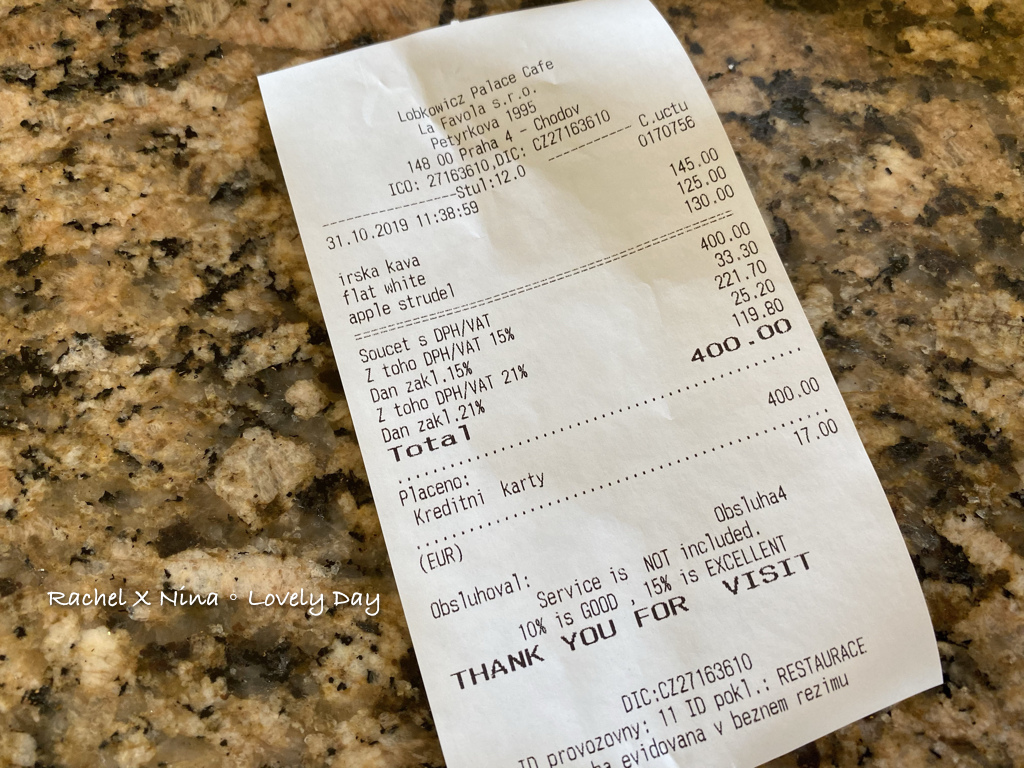 Lobkowicz Palace Cafe
La Favola s.r.o.
Petyrkova 1995
148 00 Praha 4 - Chodov
ICO: 27163610,DIC: CZ27163610
--------------Stul:12.0 --------- C.uctu
31.10.2019 11:38:59 0170756
irska kava 145.00
flat white 125.00
apple strudel 130.00
========================================
Soucet s DPH/VAT 400.00
Z toho DPH/VAT 15% 33.30
Dan zakl.15% 221.70
Z toho DPH/VAT 21% 25.20
Dan zakl.21% 119.80
Total 400.00
........................................
Placeno:
Kreditni karty 400.00
........................................
(EUR) 17.00
Obsluhoval: Obsluha4
Service is NOT included.
10% is GOOD , 15% is EXCELLENT
THANK YOU FOR VISIT
DIC:CZ27163610
ID provozovny: 11 ID pokl.: RESTAURACE
evidovana v beznem rezimu
Rachel X Nina ◦ Lovely Day